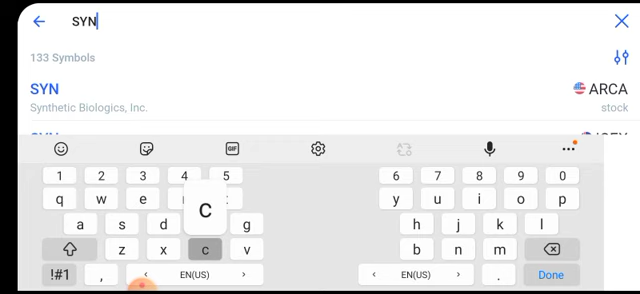 SYN
133 Symbols
SYN ARCA
Synthetic Biologics, Inc. stock
GIF
1 2 3 4 5 6 7 8 9 0
q w e y u i o p
a s d c g h j k l
z x c v b n m
!#1 , EN(US) EN(US) . Done